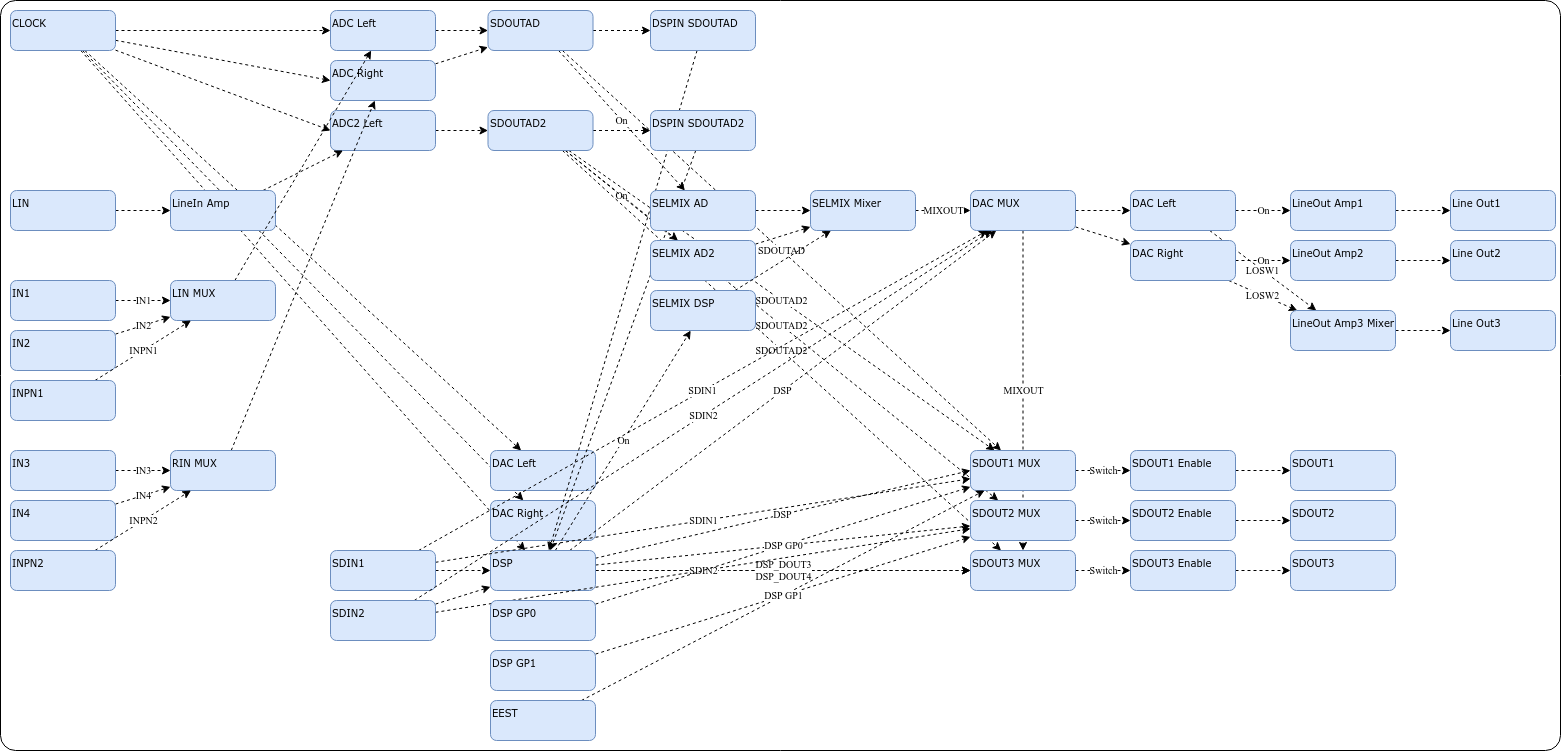 CLOCK
ADC Left
SDOUTAD
DSPIN SDOUTAD
ADC Right
ADC2 Left
SDOUTAD2
On
DSPIN SDOUTAD2
LIN
LineIn Amp
On
SELMIX AD
SELMIX Mixer
MIXOUT
DAC MUX
DAC Left
On
LineOut Amp1
Line Out1
SELMIX AD2
SDOUTAD
DAC Right
On
LineOut Amp2
Line Out2
LOSW1
IN1
IN1
LIN MUX
SELMIX DSP
SDOUTAD2
LOSW2
IN2
IN2
SDOUTAD2
LineOut Amp3 Mixer
Line Out3
INPN1
SDOUTAD2
INPN1
SDIN1
DSP
MIXOUT
SDIN2
On
IN3
IN3
RIN MUX
DAC Left
SDOUT1 MUX
Switch
SDOUT1 Enable
SDOUT1
IN4
IN4
DAC Right
SDIN1
DSP
SDOUT2 MUX
Switch
SDOUT2 Enable
SDOUT2
INPN2
DSP GP0
INPN2
SDIN1
DSP
SDIN2
DSP_DOUT3
DSP_DOUT4
SDOUT3 MUX
Switch
SDOUT3 Enable
SDOUT3
DSP GP1
SDIN2
DSP GP0
DSP GP1
EEST